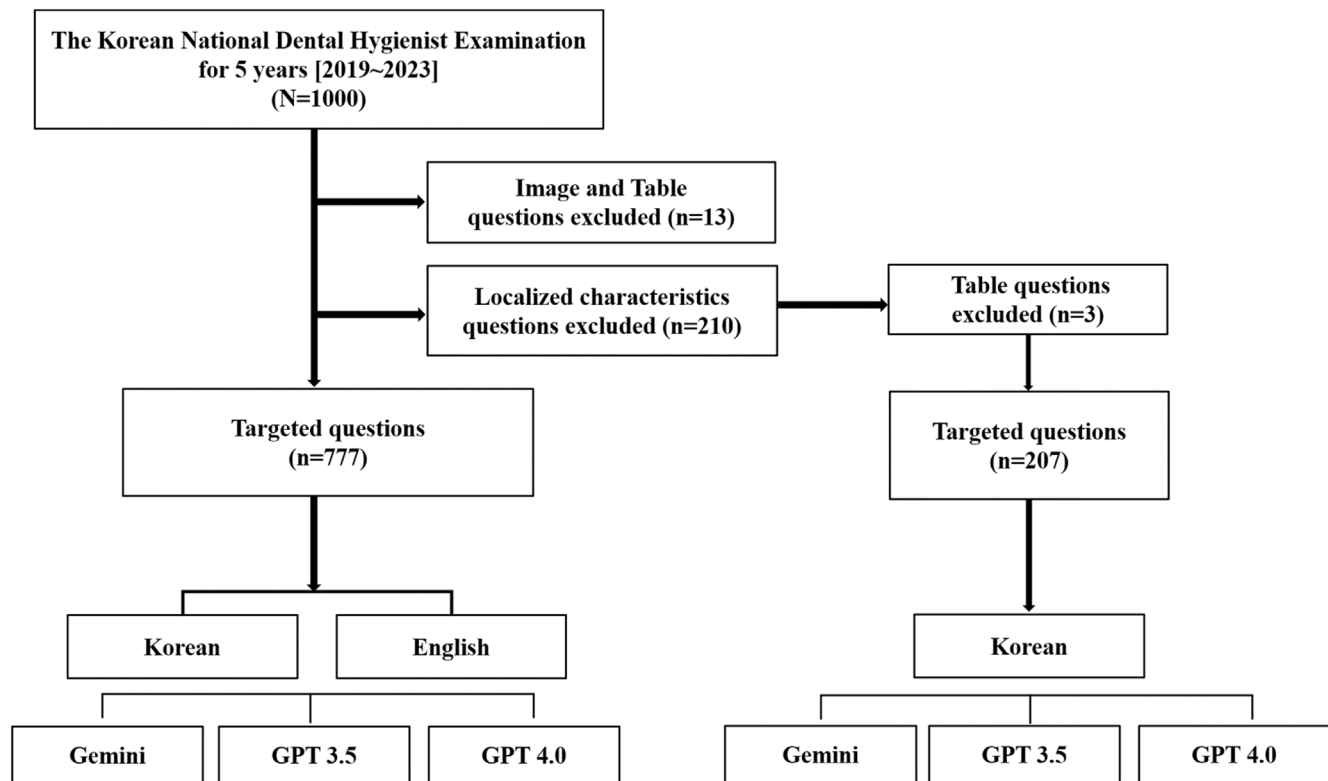 The Korean National Dental Hygienist Examination
for 5 years [2019~2023]
(N=1000)
Image and Table
questions excluded (n=13)
Localized characteristics
questions excluded (n=210)
Table questions
excluded (n=3)
Targeted questions
(n=777)
Targeted questions
(n=207)
Korean
English
Korean
Gemini
GPT 3.5
GPT 4.0
Gemini
GPT 3.5
GPT 4.0